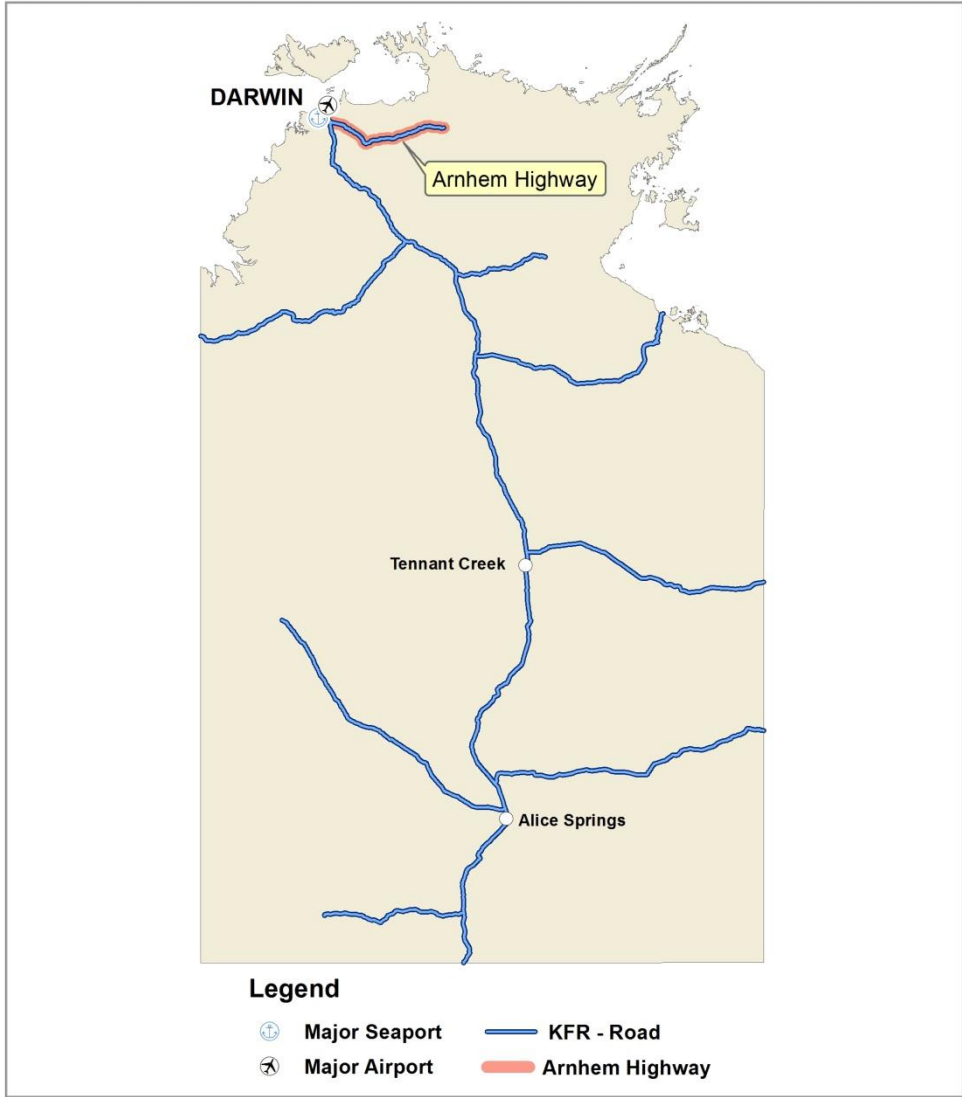 DARWIN
Arnhem Highway
Tennant Creek
Alice Springs
Legend
Major Seaport
KFR - Road
Major Airport
Arnhem Highway